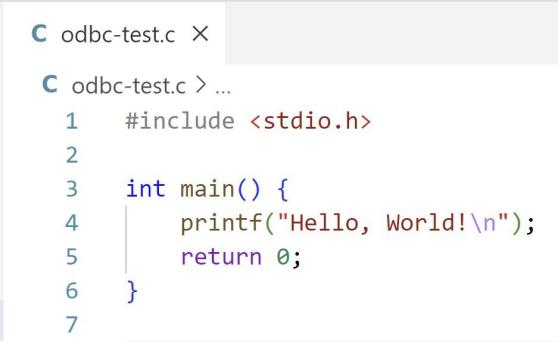 C odbc-test.c ×
C odbc-test.c > ...
1 #include <stdio.h>
2
3 int main() {
4     printf("Hello, World!\n");
5     return 0;
6 }
7